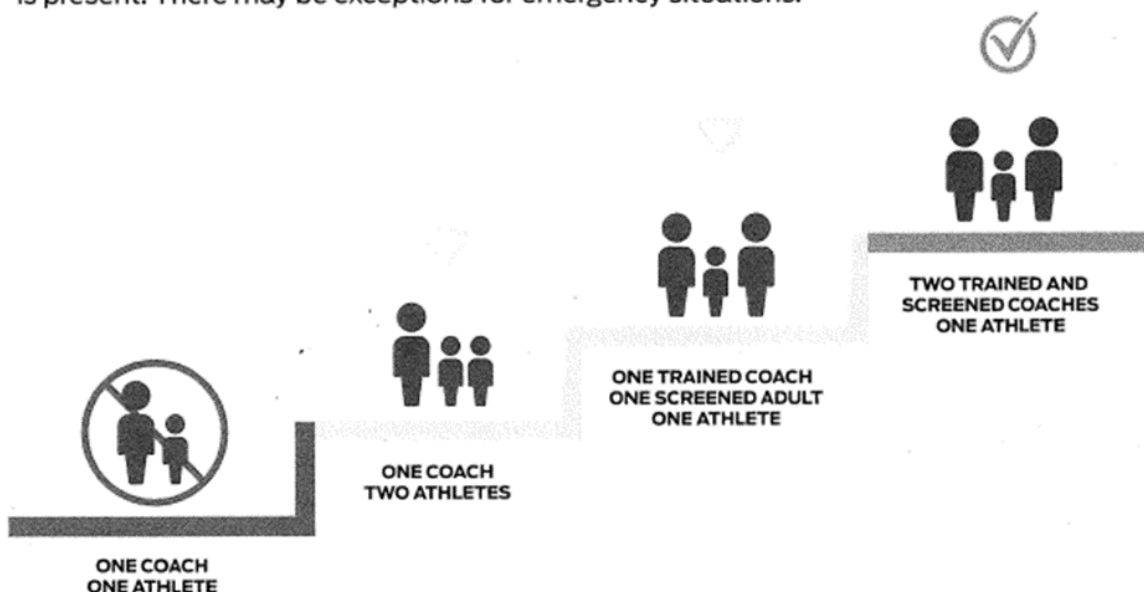 is present. There may be exceptions for emergency situations.
ONE COACH
ONE ATHLETE
ONE COACH
TWO ATHLETES
ONE TRAINED COACH
ONE SCREENED ADULT
ONE ATHLETE
TWO TRAINED AND
SCREENED COACHES
ONE ATHLETE